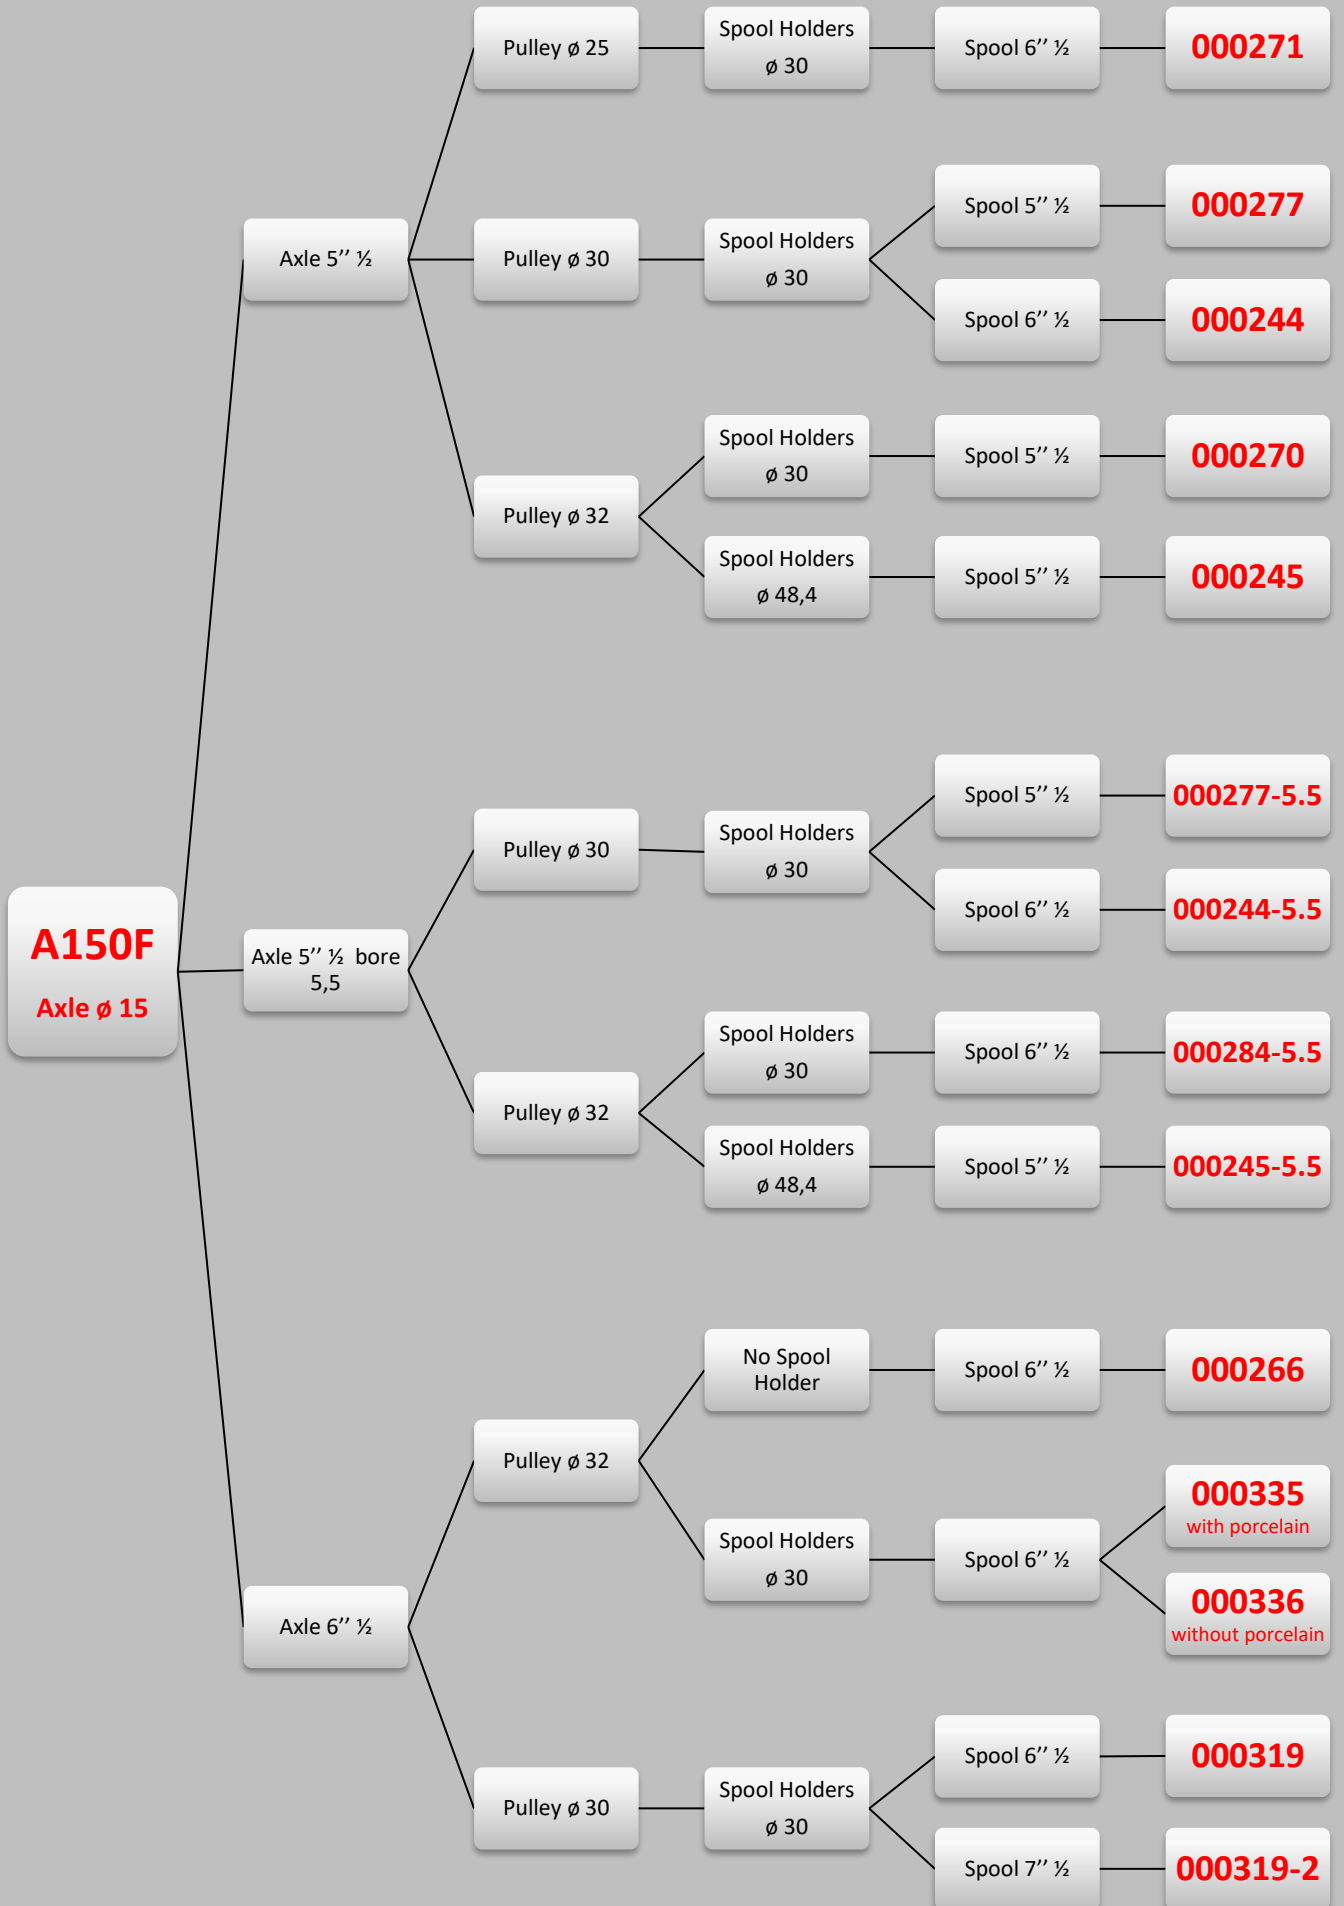 Pulley ø 25
Spool Holders
ø 30
Spool 6’’ ½
000271
Axle 5’’ ½
Pulley ø 30
Spool Holders
ø 30
Spool 5’’ ½
000277
Spool 6’’ ½
000244
Pulley ø 32
Spool Holders
ø 30
Spool 5’’ ½
000270
Spool Holders
ø 48,4
Spool 5’’ ½
000245
A150F
Axle ø 15
Axle 5’’ ½ bore
5,5
Pulley ø 30
Spool Holders
ø 30
Spool 5’’ ½
000277-5.5
Spool 6’’ ½
000244-5.5
Pulley ø 32
Spool Holders
ø 30
Spool 6’’ ½
000284-5.5
Spool Holders
ø 48,4
Spool 5’’ ½
000245-5.5
Axle 6’’ ½
Pulley ø 32
No Spool
Holder
Spool 6’’ ½
000266
Spool Holders
ø 30
Spool 6’’ ½
000335
with porcelain
000336
without porcelain
Pulley ø 30
Spool Holders
ø 30
Spool 6’’ ½
000319
Spool 7’’ ½
000319-2